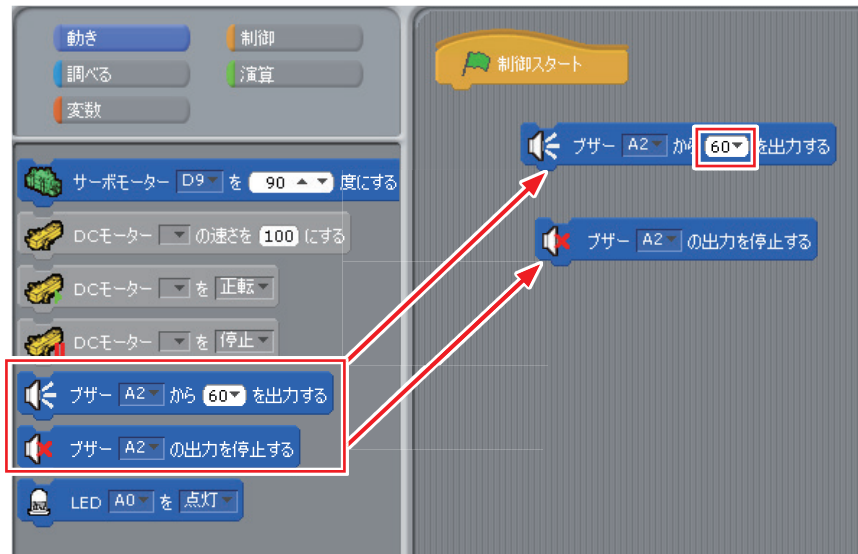 動き
制御
調べる
演算
変数
サーボモーター D9 を 90 度にする
DCモーター の速さを 100 にする
DCモーター を 正転
DCモーター を 停止
ブザー A2 から 60 を出力する
ブザー A2 の出力を停止する
LED A0 を 点灯
制御スタート
ブザー A2 から 60 を出力する
ブザー A2 の出力を停止する